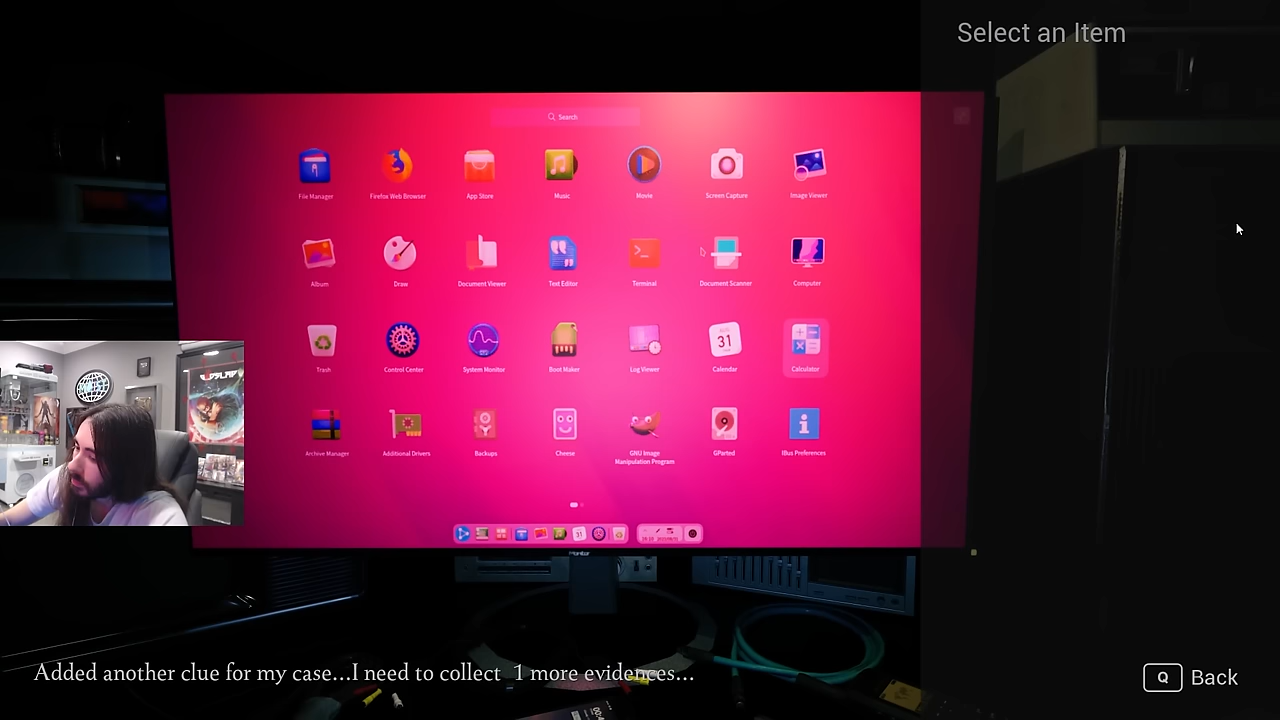 Select an Item
Search
File Manager
Firefox Web Browser
App Store
Music
Movie
Screen Capture
Image Viewer
Album
Draw
Document Viewer
Text Editor
Terminal
Document Scanner
Computer
31
Trash
Control Center
System Monitor
Boot Maker
Log Viewer
Calendar
Calculator
Archive Manager
Additional Drivers
Backups
Cheese
GNU Image
Manipulation Program
GParted
IBus Preferences
31
Monitor
Added another clue for my case...I need to collect 1 more evidences...
Q Back